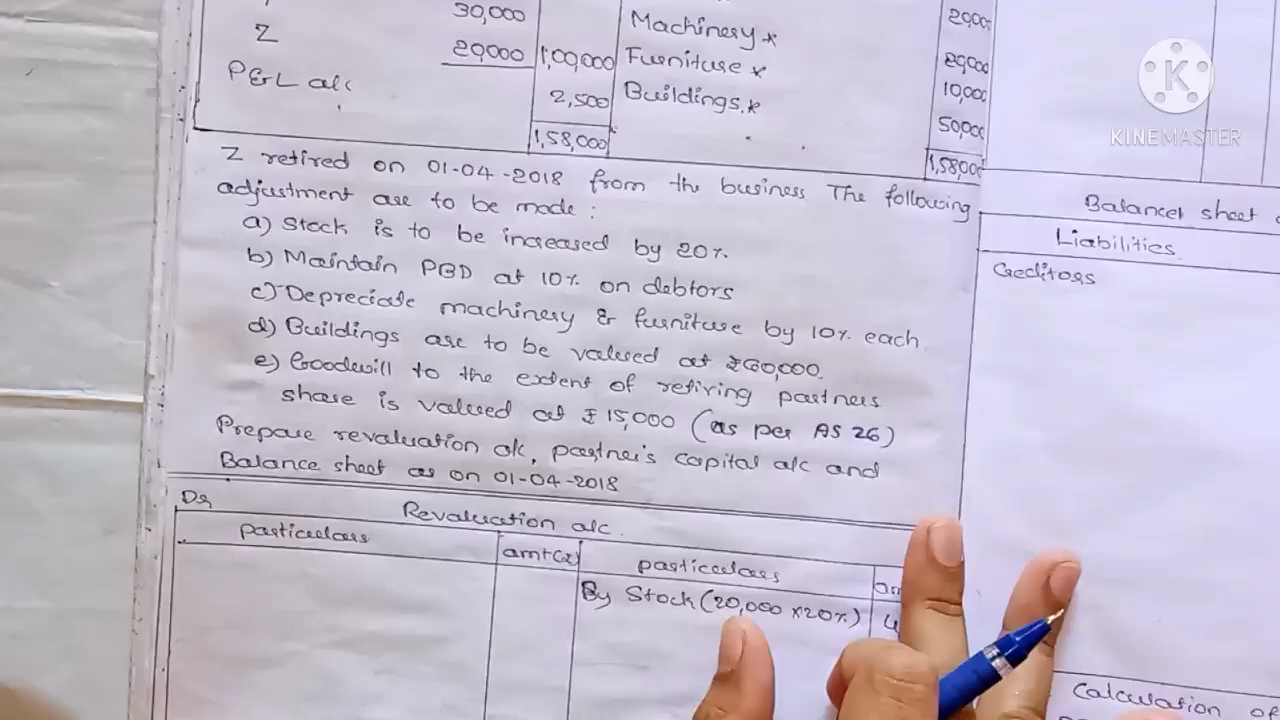 30,000 Machinery * 20,000
Z 20,000 1,00,000 Furniture * 20,000
P&L a/c 2,500 Buildings.* 10,000
50,000
1,58,000 1,58,000
Z retired on 01-04-2018 from the business The following
adjustment are to be made :
a) Stock is to be increased by 20%.
b) Maintain PBD at 10% on debtors
c) Depreciate machinery & furniture by 10% each
d) Buildings are to be valued at ₹60,000.
e) Goodwill to the extent of retiring partners
share is valued at ₹ 15,000 (as per AS 26)
Prepare revaluation a/c, partner's capital a/c and
Balance sheet as on 01-04-2018
Dr Revaluation a/c.
particulars amt(₹) particulars
By Stock (20,000 x20%)
KINEMASTER
Balance sheet
Liabilities
Creditors
Calculation of